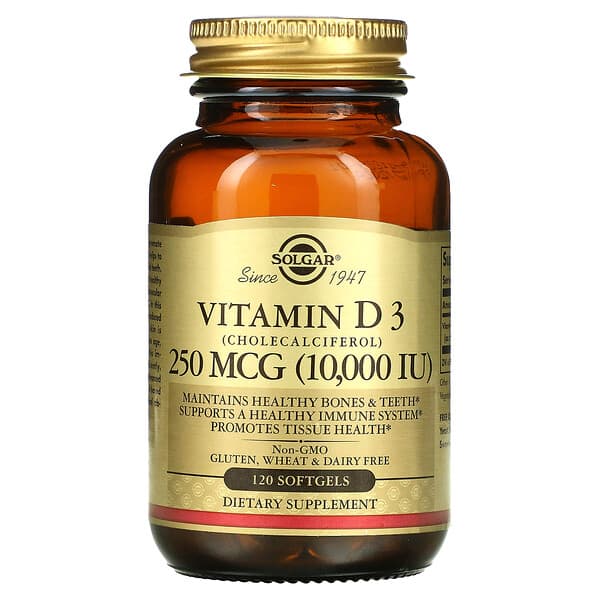 SOLGAR®
Since 1947
VITAMIN D 3
(CHOLECALCIFEROL)
250 MCG (10,000 IU)
MAINTAINS HEALTHY BONES & TEETH*
SUPPORTS A HEALTHY IMMUNE SYSTEM*
PROMOTES TISSUE HEALTH*
Non-GMO
GLUTEN, WHEAT & DAIRY FREE
120 SOFTGELS
DIETARY SUPPLEMENT